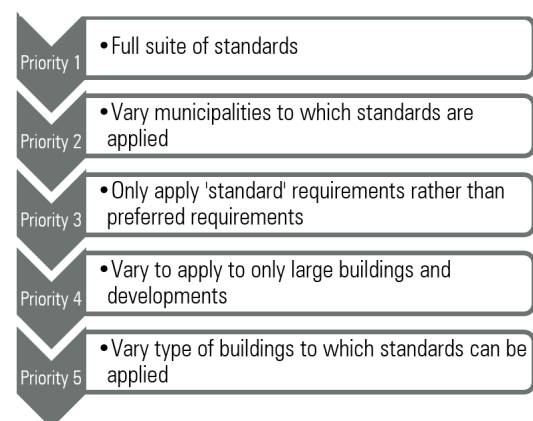 Priority 1
•Full suite of standards
Priority 2
•Vary municipalities to which standards are
applied
Priority 3
•Only apply 'standard' requirements rather than
preferred requirements
Priority 4
•Vary to apply to only large buildings and
developments
Priority 5
•Vary type of buildings to which standards can be
applied